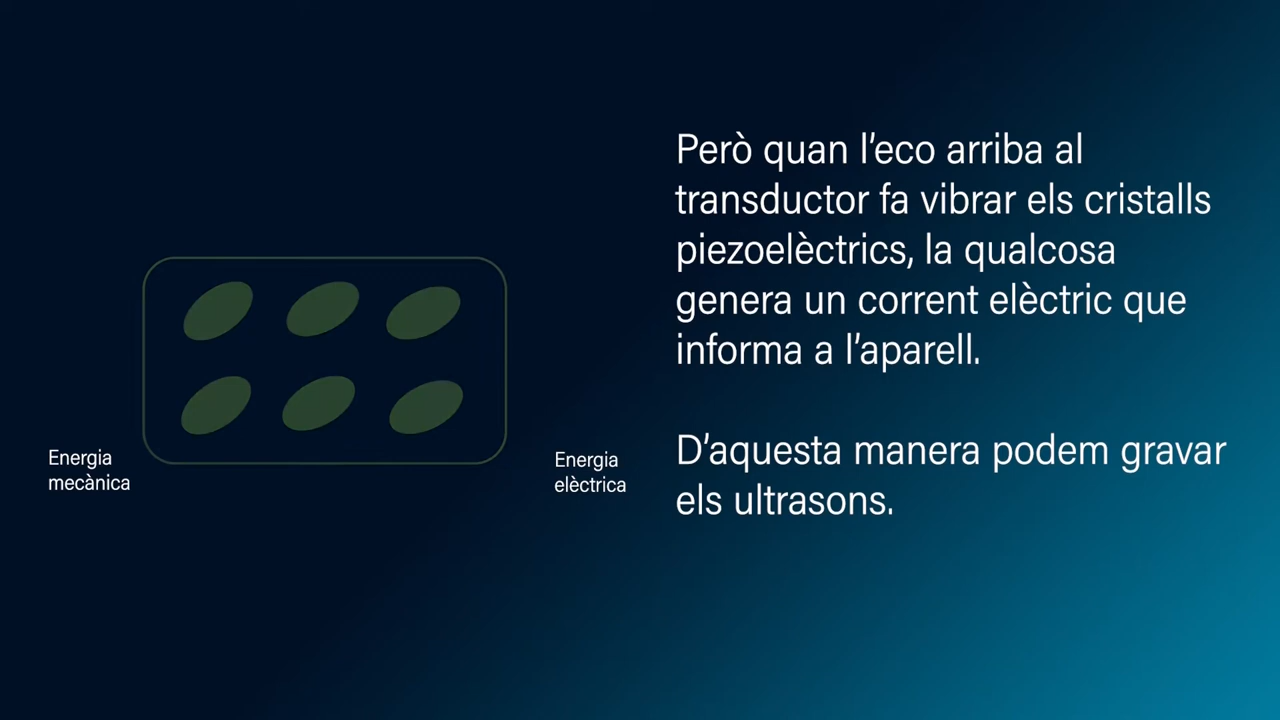 Però quan l'eco arriba al
transductor fa vibrar els cristalls
piezoelèctrics, la qualcosa
genera un corrent elèctric que
informa a l'aparell.
D'aquesta manera podem gravar
els ultrasons.
Energia
mecànica
Energia
elèctrica